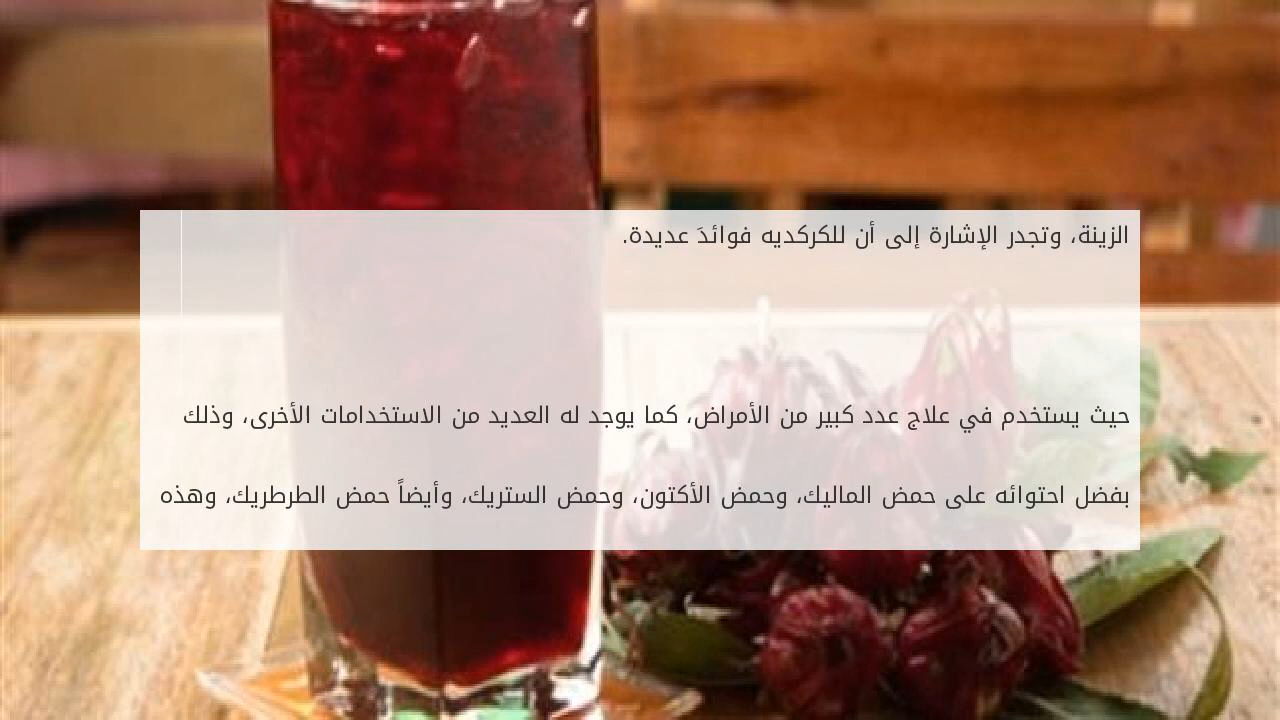 الزينة، وتجدر الإشارة إلى أن للكركديه فوائدَ عديدة.
حيث يستخدم في علاج عدد كبير من الأمراض، كما يوجد له العديد من الاستخدامات الأخرى، وذلك
بفضل احتوائه على حمض الماليك، وحمض الأكتون، وحمض الستريك، وأيضاً حمض الطرطريك، وهذه